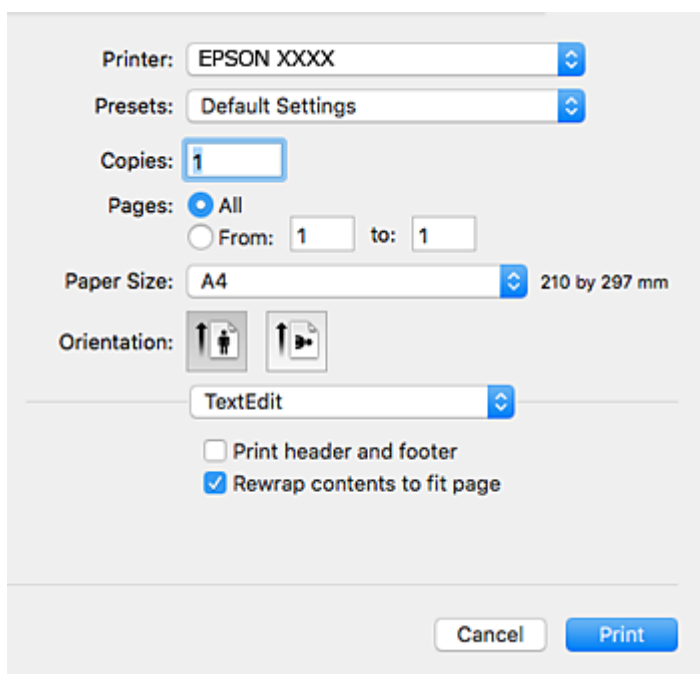 Printer: EPSON XXXX
Presets: Default Settings
Copies: 1
Pages: All
From: 1 to: 1
Paper Size: A4 210 by 297 mm
Orientation:
TextEdit
Print header and footer
Rewrap contents to fit page
Cancel Print